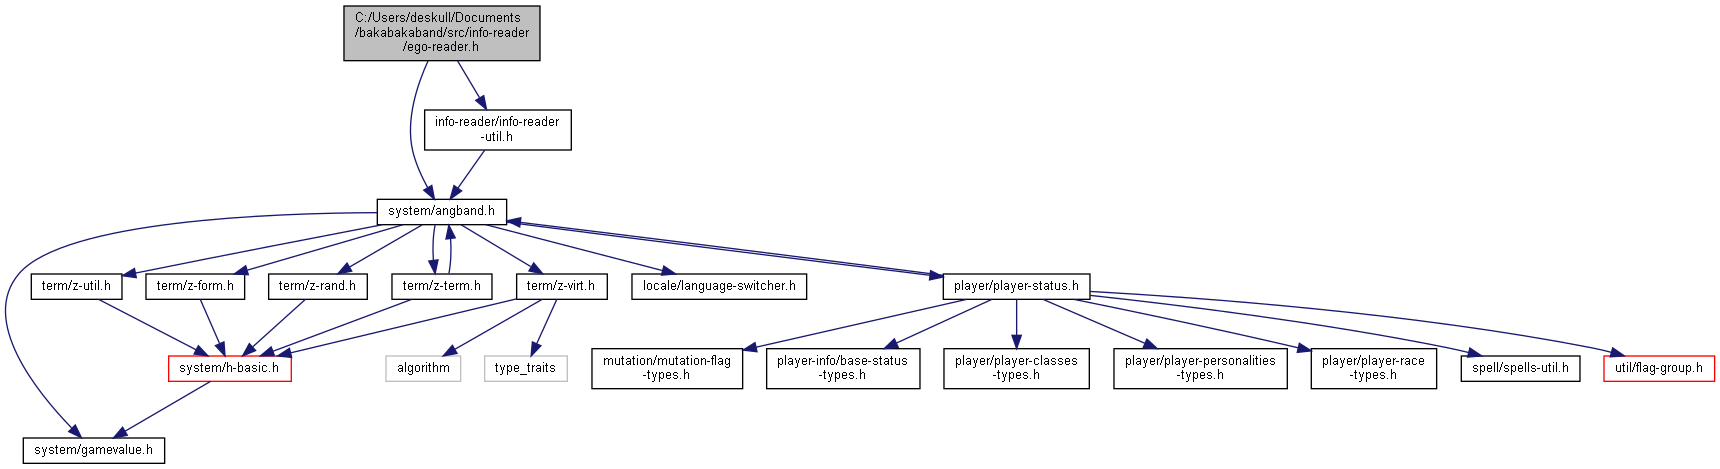 C:/Users/deskull/Documents
/bakabakaband/src/info-reader
/ego-reader.h
info-reader/info-reader
-util.h
system/angband.h
term/z-util.h
term/z-form.h
term/z-rand.h
term/z-term.h
term/z-virt.h
locale/language-switcher.h
player/player-status.h
system/h-basic.h
algorithm
type_traits
mutation/mutation-flag
-types.h
player-info/base-status
-types.h
player/player-classes
-types.h
player/player-personalities
-types.h
player/player-race
-types.h
spell/spells-util.h
util/flag-group.h
system/gamevalue.h